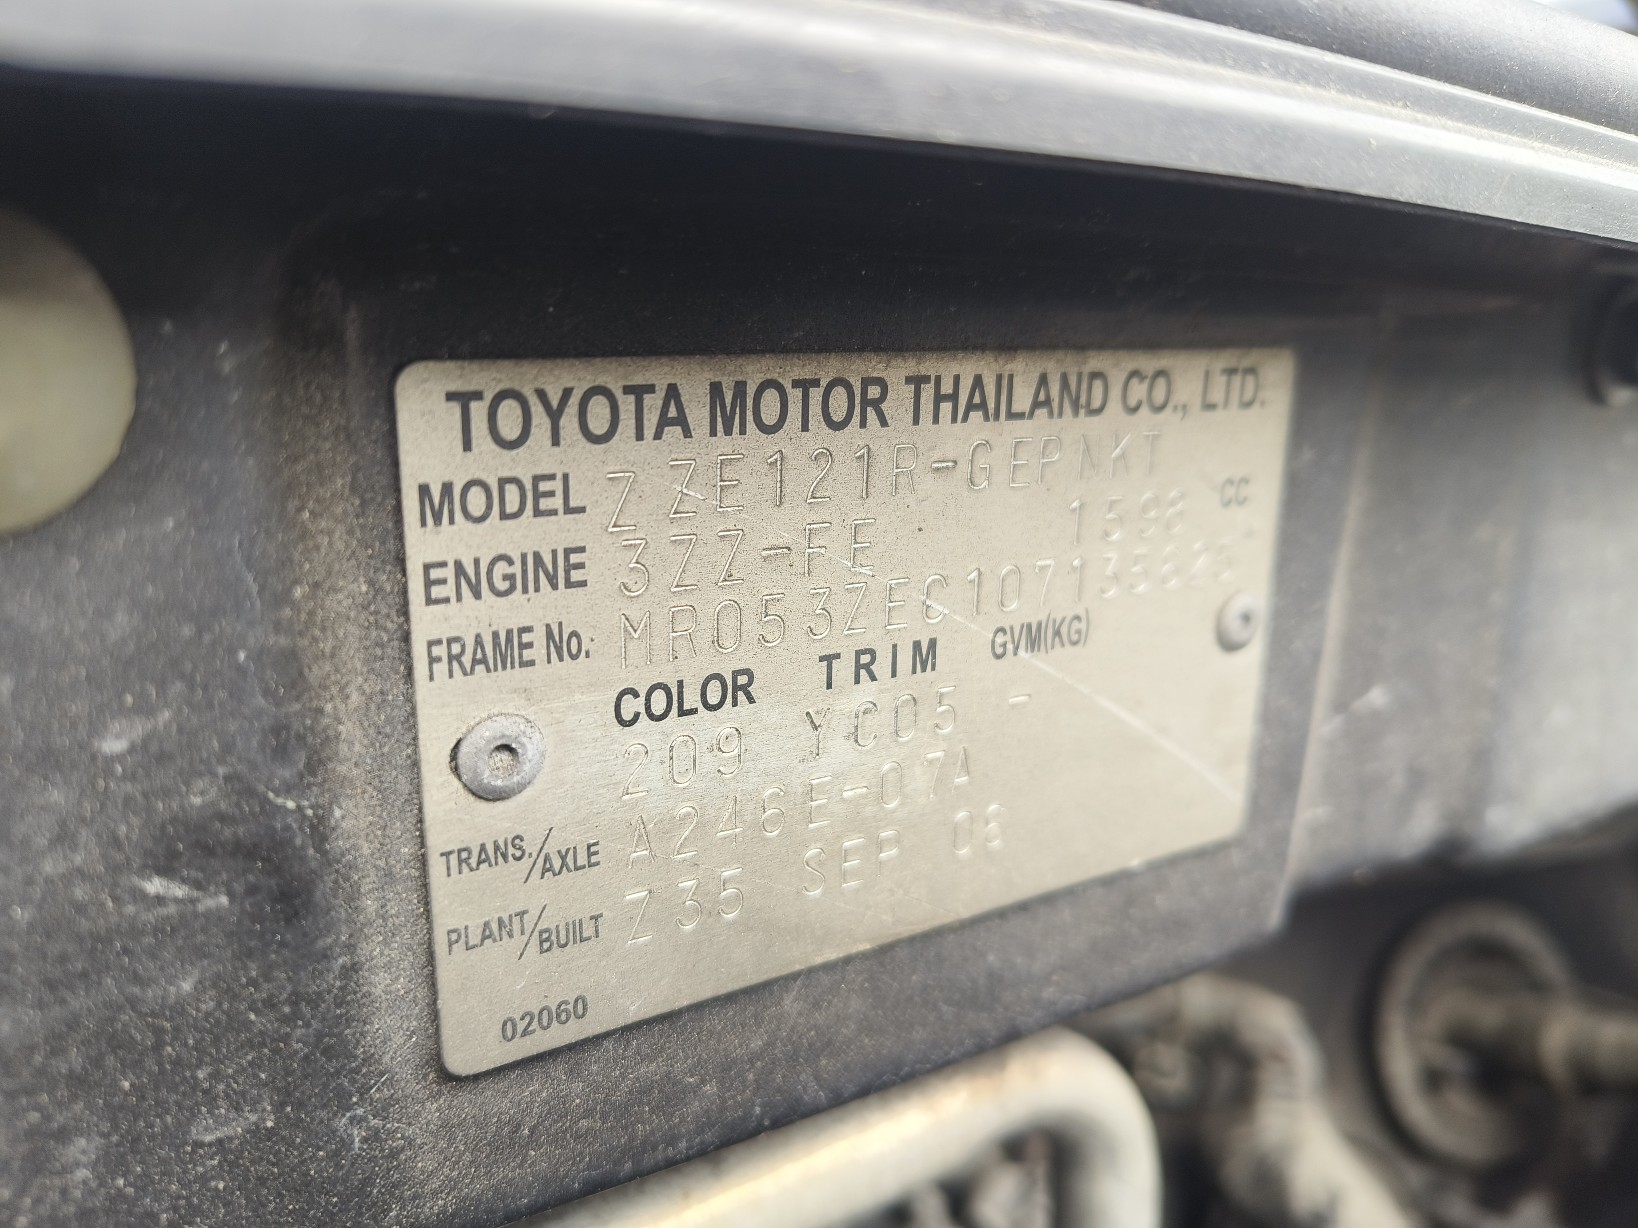 TOYOTA MOTOR THAILAND CO., LTD.
MODEL ZZE121R-GEPNKT
ENGINE 3ZZ-FE 1598 CC
FRAME No.:
COLOR TRIM GVM(KG)
209 YC05 -
TRANS./AXLE A246E-07A
PLANT/BUILT Z35 SEP 06
02060